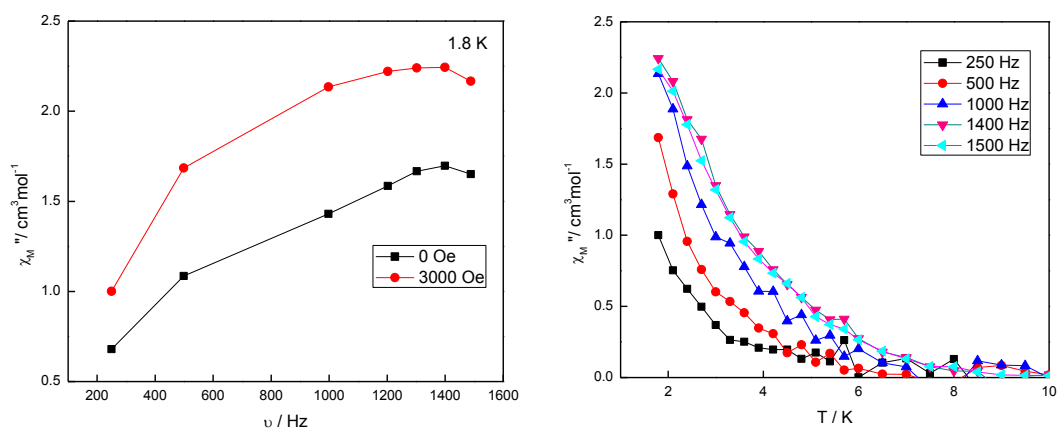 2.5
2.0
1.5
1.0
0.5
200 400 600 800 1000 1200 1400 1600
χM''/ cm³mol⁻¹
υ / Hz
1.8 K
0 Oe
3000 Oe
2.5
2.0
1.5
1.0
0.5
0.0
2 4 6 8 10
χM''/ cm³mol⁻¹
T / K
250 Hz
500 Hz
1000 Hz
1400 Hz
1500 Hz